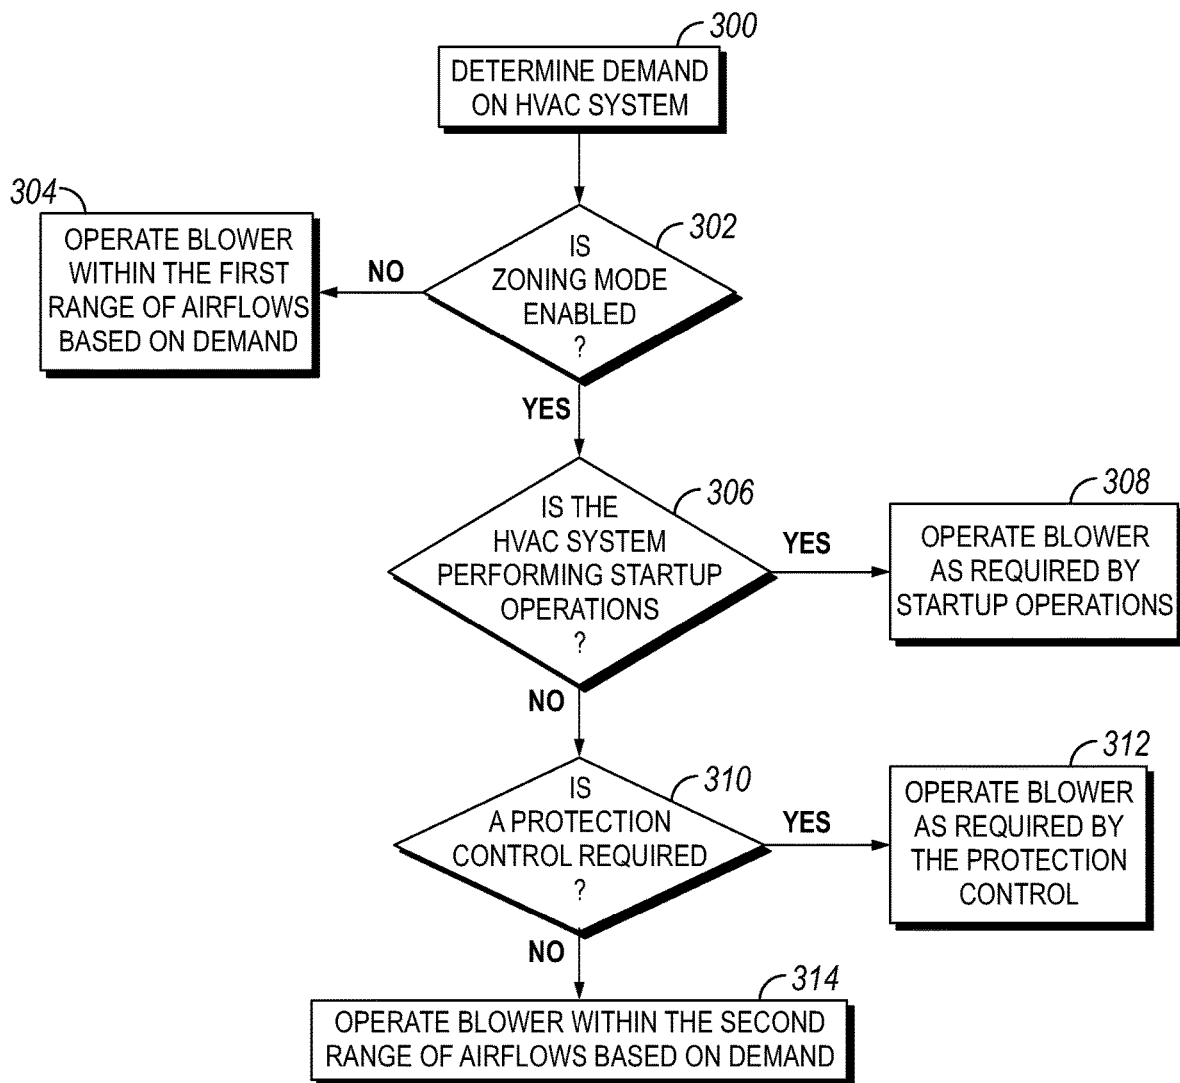 300
DETERMINE DEMAND
ON HVAC SYSTEM
302
IS
ZONING MODE
ENABLED
?
NO
304
OPERATE BLOWER
WITHIN THE FIRST
RANGE OF AIRFLOWS
BASED ON DEMAND
YES
306
IS THE
HVAC SYSTEM
PERFORMING STARTUP
OPERATIONS
?
YES
308
OPERATE BLOWER
AS REQUIRED BY
STARTUP OPERATIONS
NO
310
IS
A PROTECTION
CONTROL REQUIRED
?
YES
312
OPERATE BLOWER
AS REQUIRED BY
THE PROTECTION
CONTROL
NO
314
OPERATE BLOWER WITHIN THE SECOND
RANGE OF AIRFLOWS BASED ON DEMAND